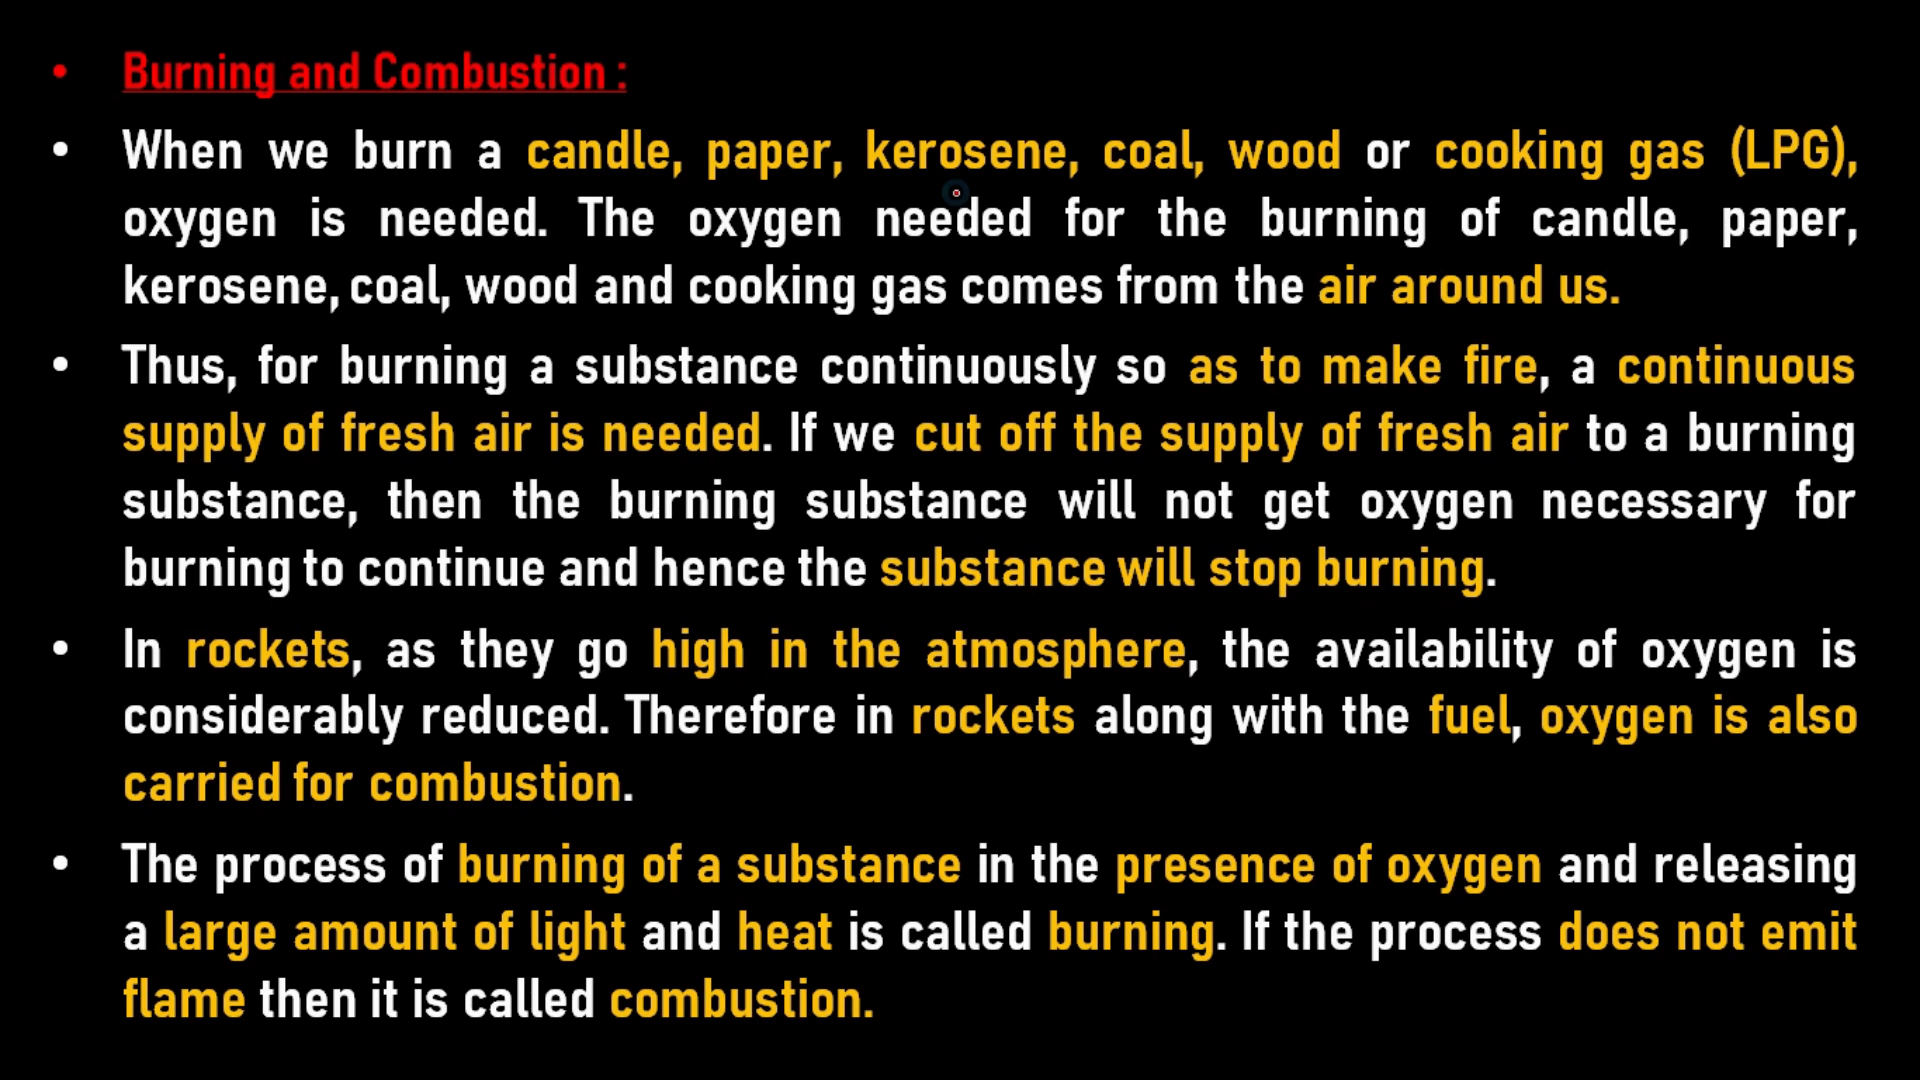 • Burning and Combustion :
• When we burn a candle, paper, kerosene, coal, wood or cooking gas (LPG),
oxygen is needed. The oxygen needed for the burning of candle, paper,
kerosene, coal, wood and cooking gas comes from the air around us.
• Thus, for burning a substance continuously so as to make fire, a continuous
supply of fresh air is needed. If we cut off the supply of fresh air to a burning
substance, then the burning substance will not get oxygen necessary for
burning to continue and hence the substance will stop burning.
• In rockets, as they go high in the atmosphere, the availability of oxygen is
considerably reduced. Therefore in rockets along with the fuel, oxygen is also
carried for combustion.
• The process of burning of a substance in the presence of oxygen and releasing
a large amount of light and heat is called burning. If the process does not emit
flame then it is called combustion.